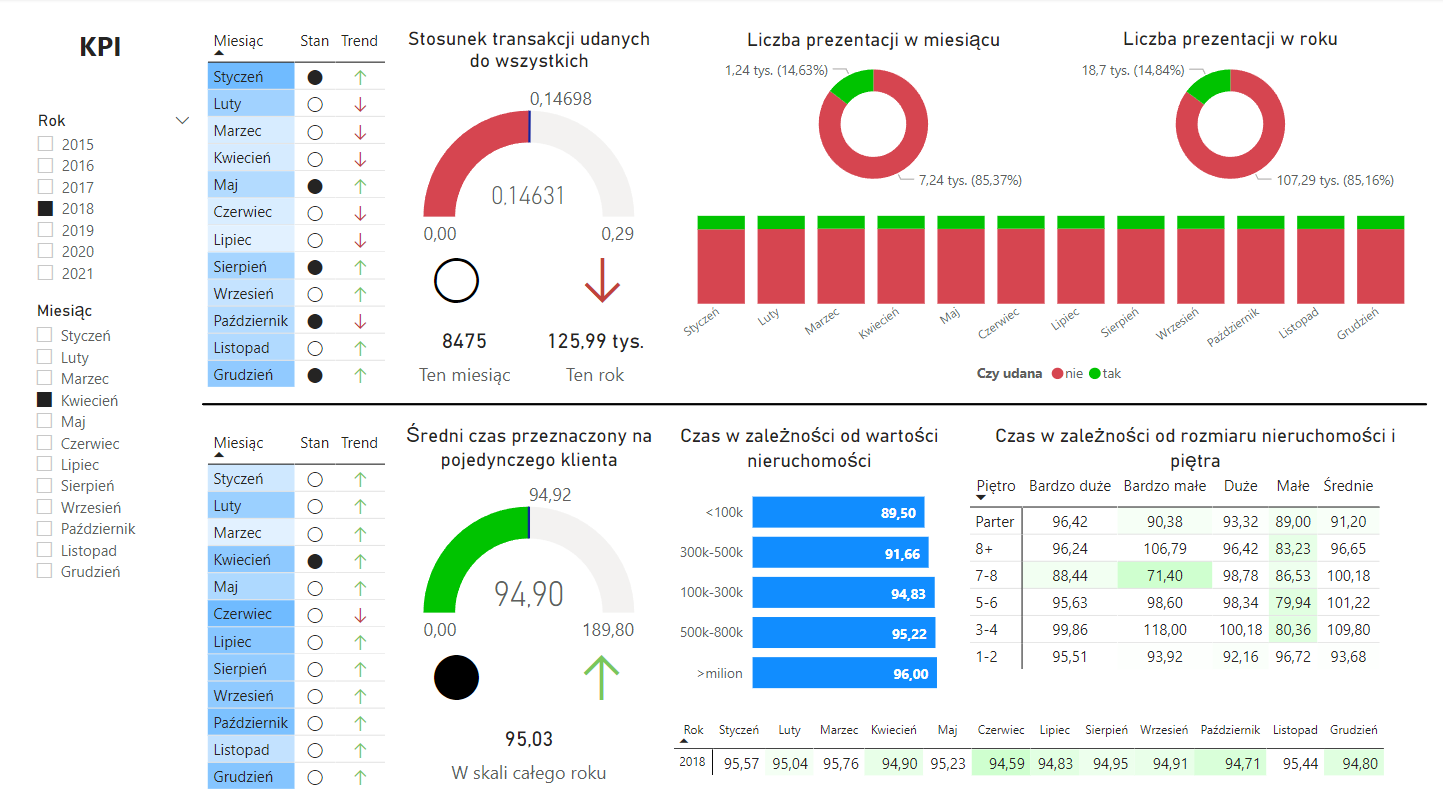 KPI
Rok
2015
2016
2017
2018
2019
2020
2021
Miesiąc
Styczeń
Luty
Marzec
Kwiecień
Maj
Czerwiec
Lipiec
Sierpień
Wrzesień
Październik
Listopad
Grudzień
Miesiąc Stan Trend
Styczeń
Luty
Marzec
Kwiecień
Maj
Czerwiec
Lipiec
Sierpień
Wrzesień
Październik
Listopad
Grudzień
Stosunek transakcji udanych
do wszystkich
0,14698
0,14631
0,00 0,29
8475 125,99 tys.
Ten miesiąc Ten rok
Liczba prezentacji w miesiącu
1,24 tys. (14,63%)
7,24 tys. (85,37%)
Liczba prezentacji w roku
18,7 tys. (14,84%)
107,29 tys. (85,16%)
Styczeń Luty Marzec Kwiecień Maj Czerwiec Lipiec Sierpień Wrzesień Październik Listopad Grudzień
Czy udana nie tak
Miesiąc Stan Trend
Styczeń
Luty
Marzec
Kwiecień
Maj
Czerwiec
Lipiec
Sierpień
Wrzesień
Październik
Listopad
Grudzień
Średni czas przeznaczony na
pojedynczego klienta
94,92
94,90
0,00 189,80
95,03
W skali całego roku
Czas w zależności od wartości
nieruchomości
<100k 89,50
300k-500k 91,66
100k-300k 94,83
500k-800k 95,22
>milion 96,00
Czas w zależności od rozmiaru nieruchomości i
piętra
Piętro Bardzo duże Bardzo małe Duże Małe Średnie
Parter 96,42 90,38 93,32 89,00 91,20
8+ 96,24 106,79 96,42 83,23 96,65
7-8 88,44 71,40 98,78 86,53 100,18
5-6 95,63 98,60 98,34 79,94 101,22
3-4 99,86 118,00 100,18 80,36 109,80
1-2 95,51 93,92 92,16 96,72 93,68
Rok Styczeń Luty Marzec Kwiecień Maj Czerwiec Lipiec Sierpień Wrzesień Październik Listopad Grudzień
2018 95,57 95,04 95,76 94,90 95,23 94,59 94,83 94,95 94,91 94,71 95,44 94,80